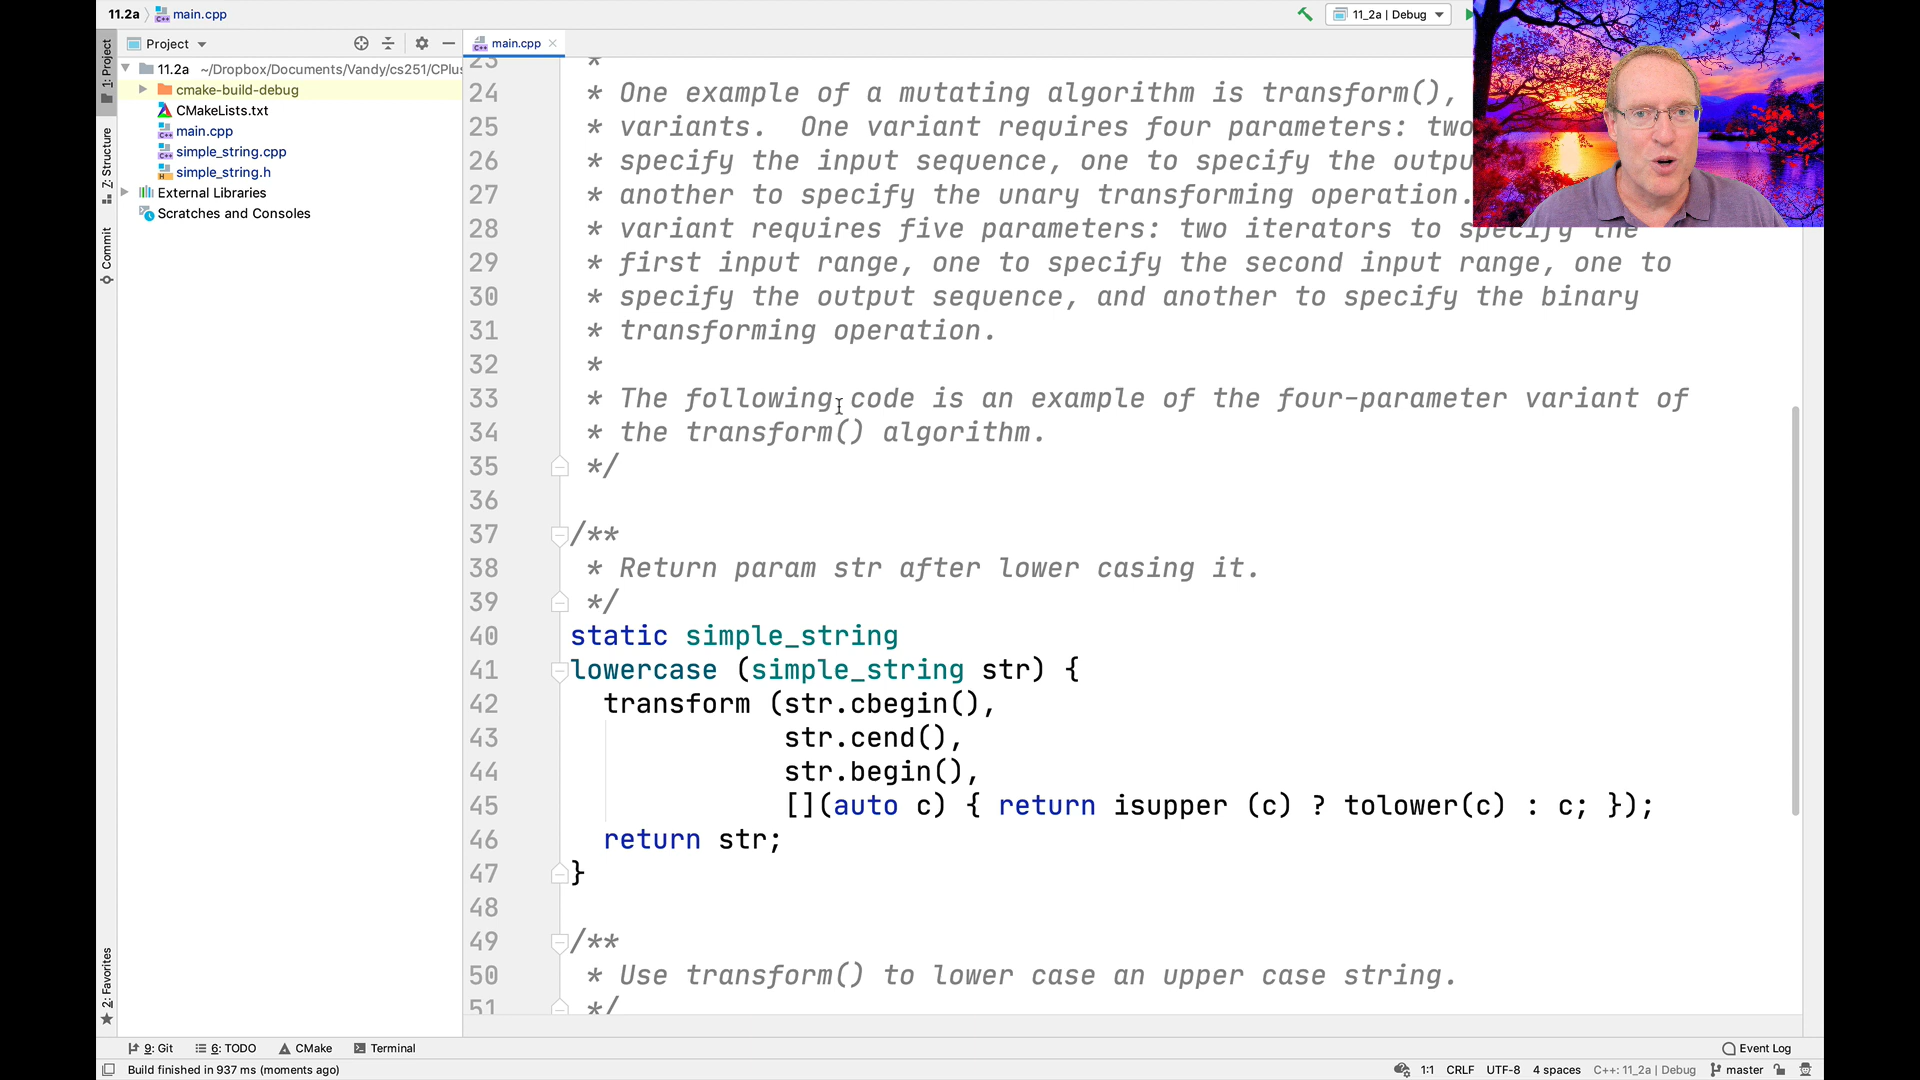 11.2a main.cpp
11_2a | Debug
1: Project
Project
main.cpp
11.2a ~/Dropbox/Documents/Vandy/cs251/CPlus
cmake-build-debug
CMakeLists.txt
main.cpp
simple_string.cpp
simple_string.h
External Libraries
Scratches and Consoles
7: Structure
Commit
2: Favorites
23 *
24 * One example of a mutating algorithm is transform(),
25 * variants.  One variant requires four parameters: two
26 * specify the input sequence, one to specify the outpu
27 * another to specify the unary transforming operation.
28 * variant requires five parameters: two iterators to specify the
29 * first input range, one to specify the second input range, one to
30 * specify the output sequence, and another to specify the binary
31 * transforming operation.
32 *
33 * The following code is an example of the four-parameter variant of
34 * the transform() algorithm.
35 */
36
37 /**
38 * Return param str after lower casing it.
39 */
40 static simple_string
41 lowercase (simple_string str) {
42 transform (str.cbegin(),
43 str.cend(),
44 str.begin(),
45 [](auto c) { return isupper (c) ? tolower(c) : c; });
46 return str;
47 }
48
49 /**
50 * Use transform() to lower case an upper case string.
51 */
9: Git 6: TODO CMake Terminal Event Log
Build finished in 937 ms (moments ago) 1:1 CRLF UTF-8 4 spaces C++: 11_2a | Debug master